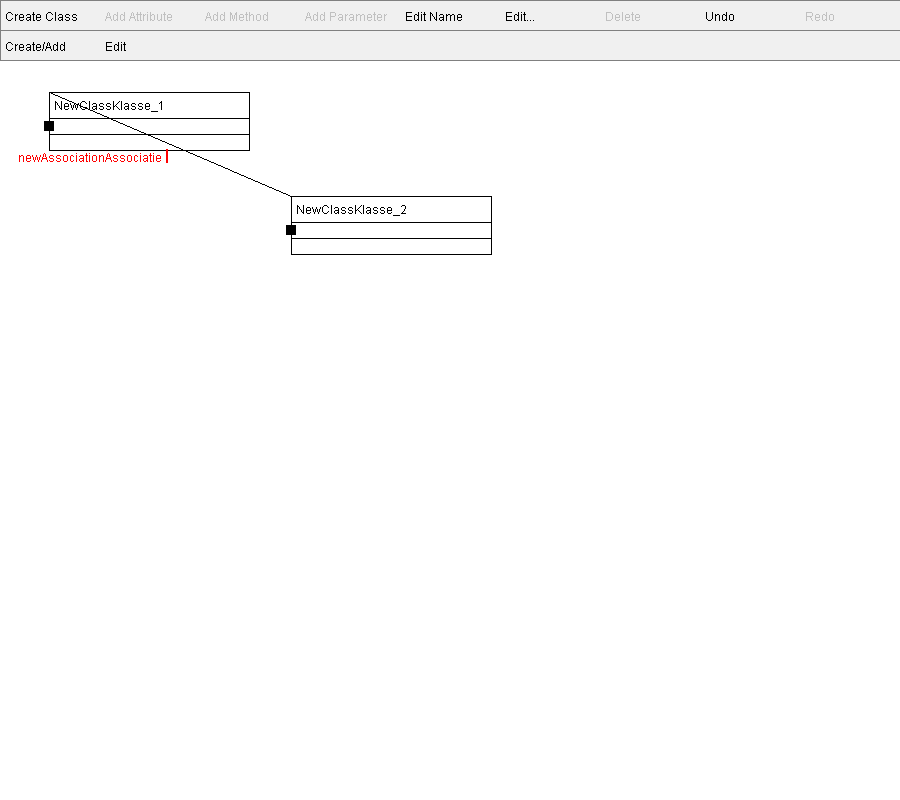 Create Class Add Attribute Add Method Add Parameter Edit Name Edit... Delete Undo Redo
Create/Add Edit
NewClassKlasse_1
newAssociationAssociatie
NewClassKlasse_2